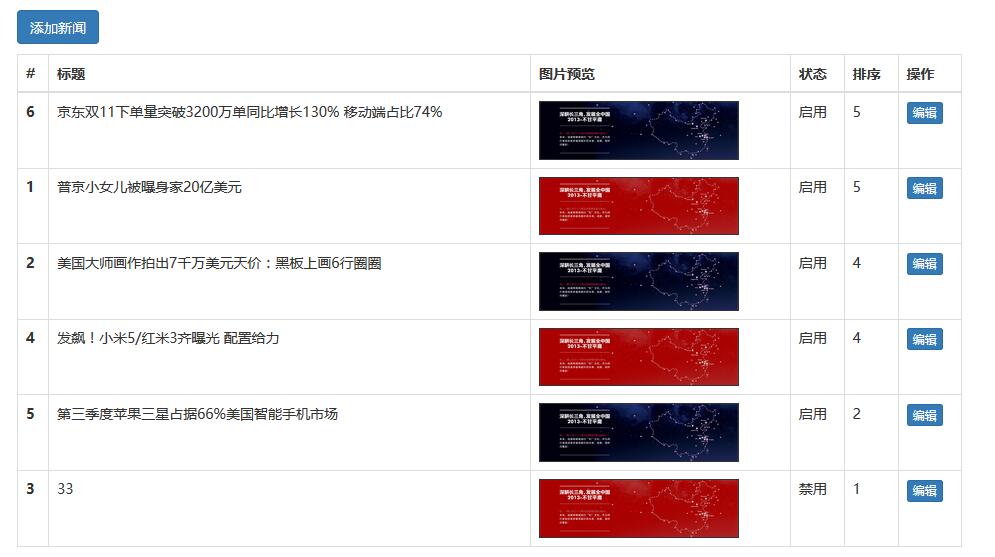 添加新闻
# 标题 图片预览 状态 排序 操作
6 京东双11下单量突破3200万单同比增长130% 移动端占比74% 启用 5 编辑
深耕长三角,发展全中国
2013-不甘平庸
1 普京小女儿被曝身家20亿美元 启用 5 编辑
深耕长三角,发展全中国
2013-不甘平庸
2 美国大师画作拍出7千万美元天价：黑板上画6行圈圈 启用 4 编辑
深耕长三角,发展全中国
2013-不甘平庸
4 发飙！小米5/红米3齐曝光 配置给力 启用 4 编辑
深耕长三角,发展全中国
2013-不甘平庸
5 第三季度苹果三星占据66%美国智能手机市场 启用 2 编辑
深耕长三角,发展全中国
2013-不甘平庸
3 33 禁用 1 编辑
深耕长三角,发展全中国
2013-不甘平庸